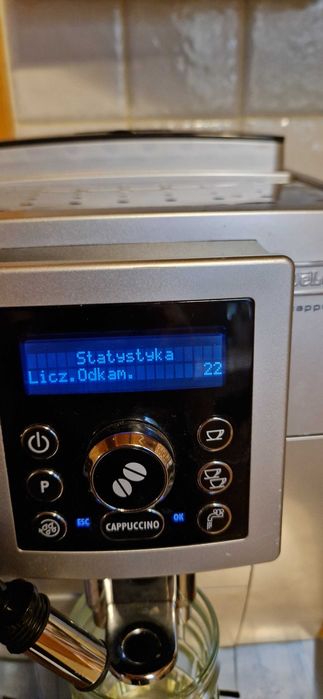 Statystyka
Licz.Odkam. 22
P
ESC
CAPPUCCINO
OK